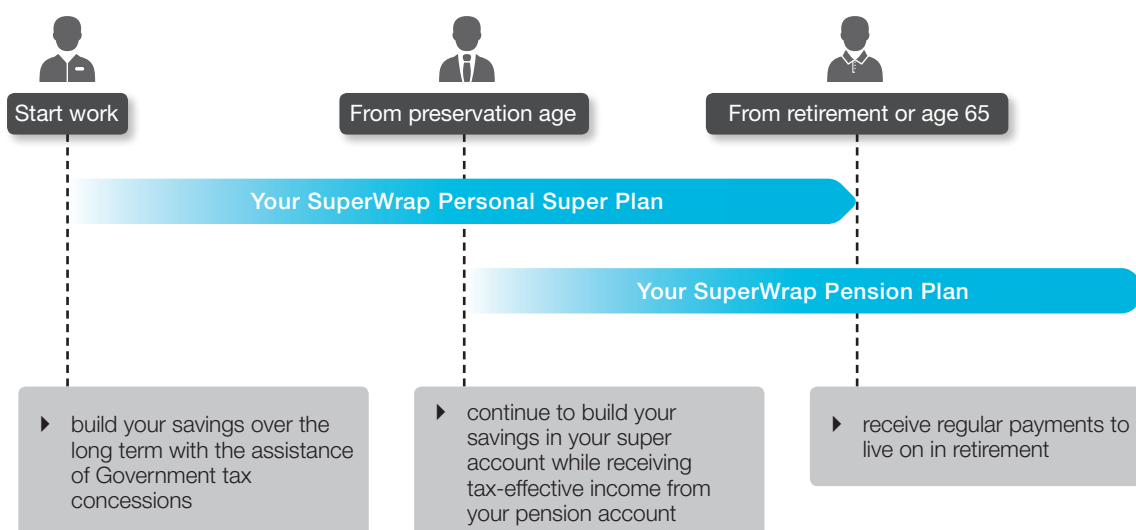 Start work
From preservation age
From retirement or age 65
Your SuperWrap Personal Super Plan
Your SuperWrap Pension Plan
build your savings over the
long term with the assistance
of Government tax
concessions
continue to build your
savings in your super
account while receiving
tax-effective income from
your pension account
receive regular payments to
live on in retirement